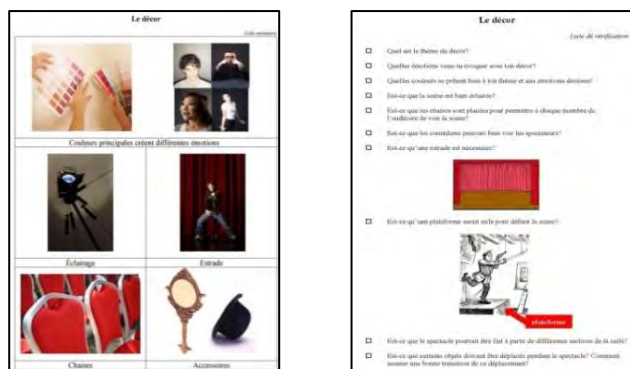 Le décor
Aide-mémoire
Couleurs principales créent différentes émotions
Éclairage
Estrade
Chaises
Accessoires
Le décor
Liste de vérification
Quel est le thème du décor?
Quelles émotions veux-tu évoquer avec ton décor?
Quelles couleurs se prêtent bien à ton thème et aux émotions désirées?
Est-ce que la scène est bien éclairée?
Est-ce que les chaises sont placées pour permettre à chaque membre de
l'auditoire de voir la scène?
Est-ce que les comédiens peuvent bien voir les spectateurs?
Est-ce qu'une estrade est nécessaire?
Est-ce qu'une plateforme serait utile pour définir la scène?
plateforme
Est-ce que le spectacle pourrait être fait à partir de différentes sections de la salle?
Est-ce que certains objets doivent être déplacés pendant le spectacle? Comment
assurer une bonne transition de ce déplacement?